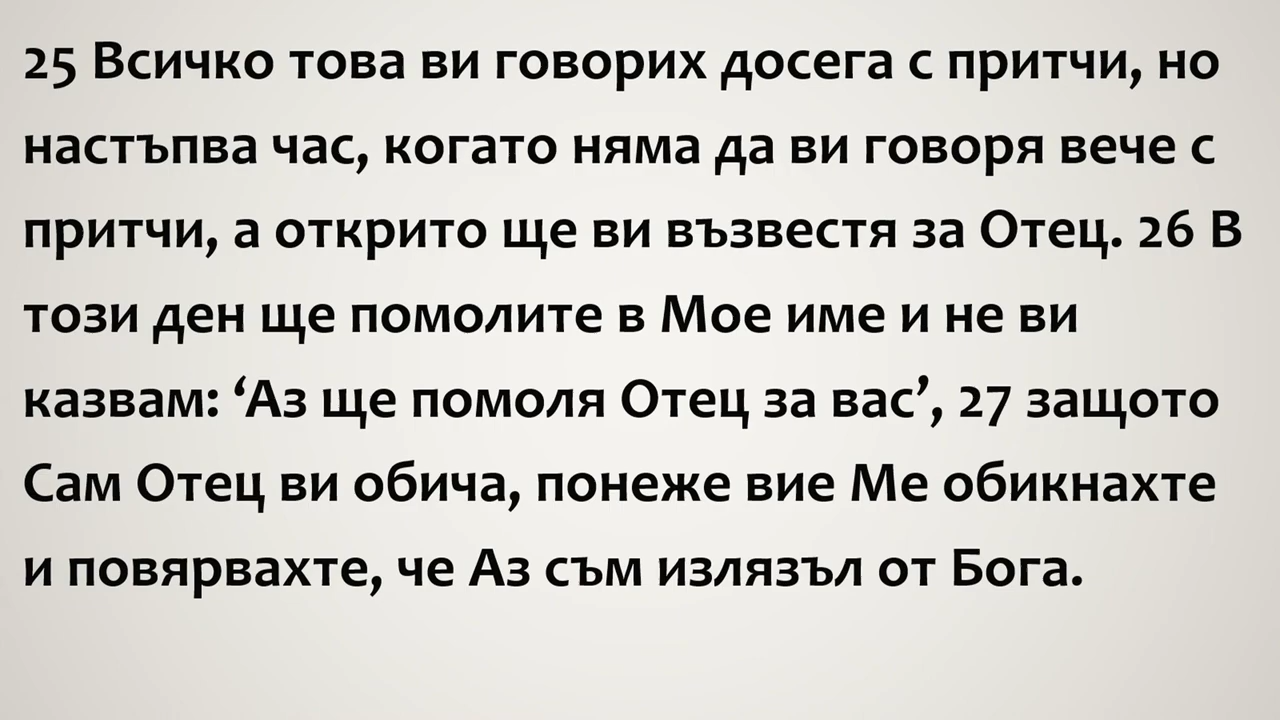 25 Всичко това ви говорих досега с притчи, но
настъпва час, когато няма да ви говоря вече с
притчи, а открито ще ви възвестя за Отец. 26 В
този ден ще помолите в Мое име и не ви
казвам: ‘Аз ще помоля Отец за вас’, 27 защото
Сам Отец ви обича, понеже вие Ме обикнахте
и повярвахте, че Аз съм излязъл от Бога.